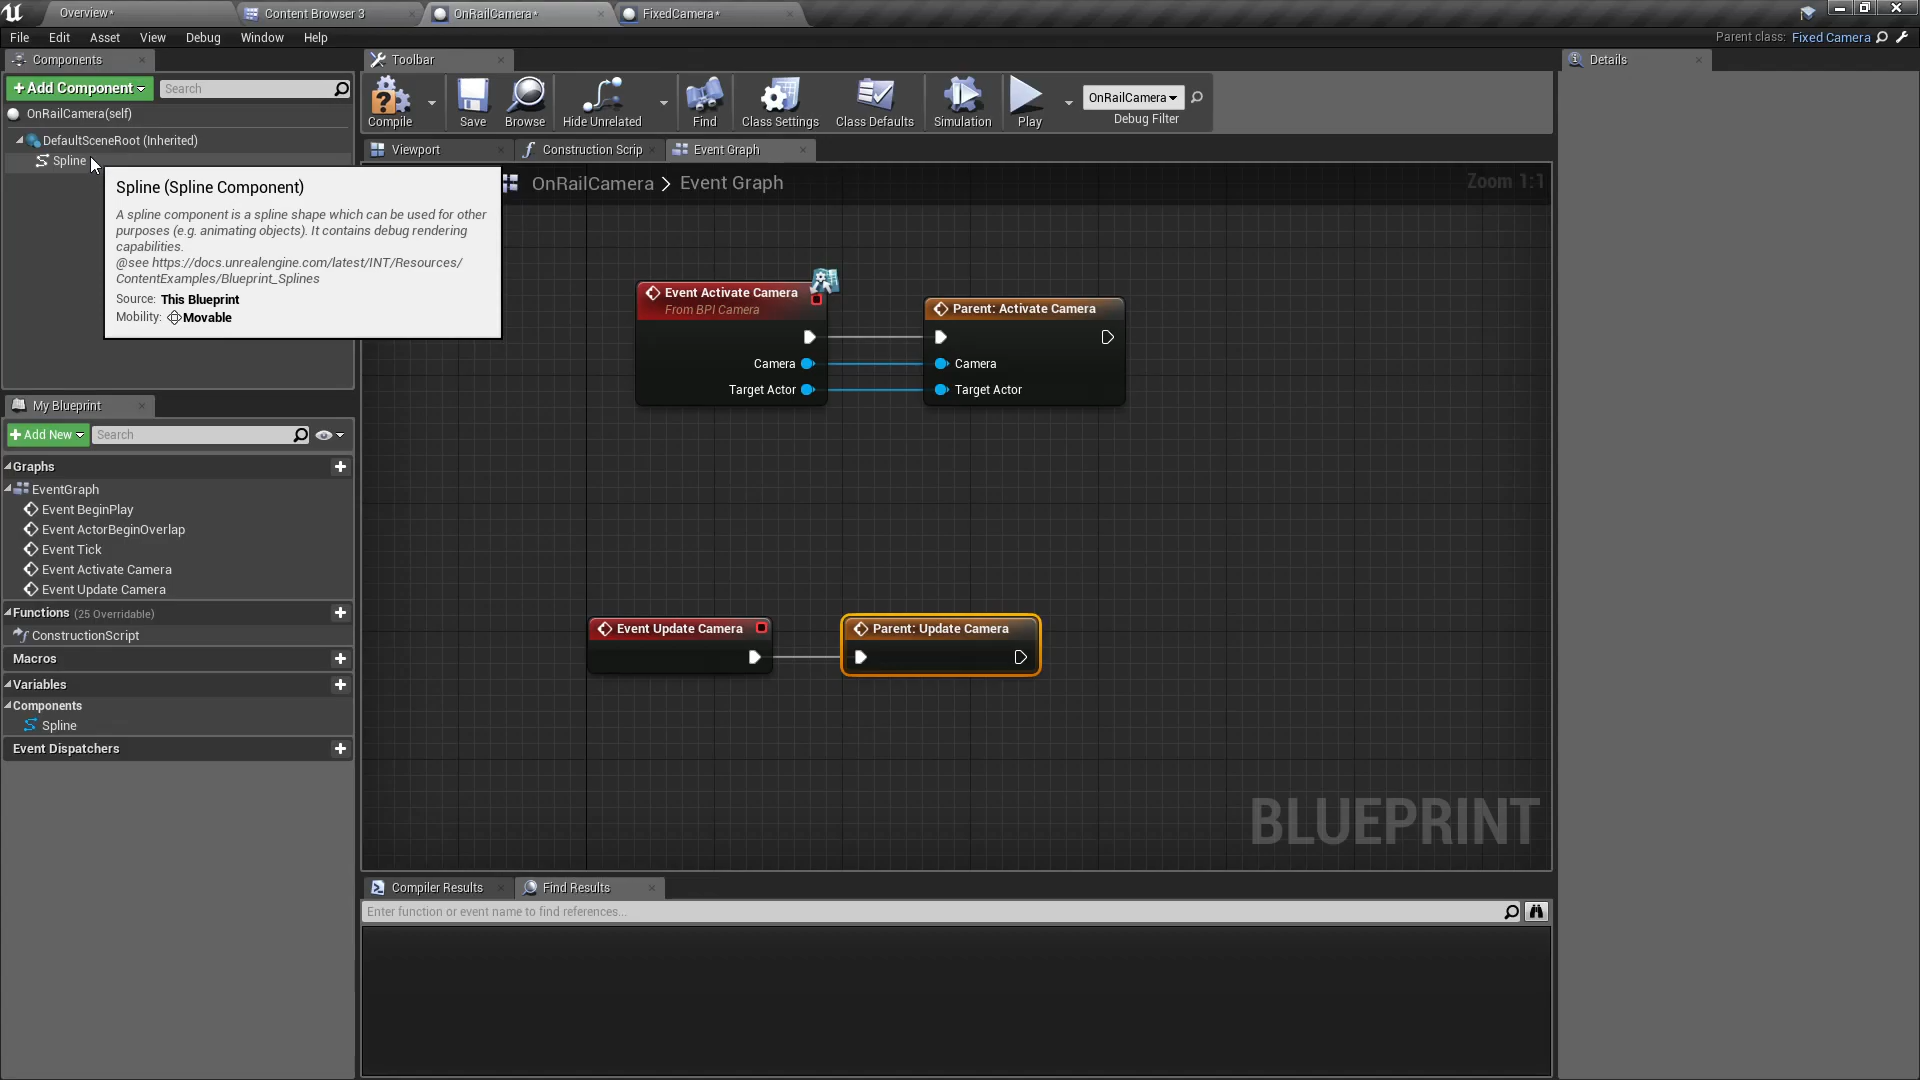 Overview*
Content Browser 3
OnRailCamera*
FixedCamera*
File Edit Asset View Debug Window Help
Parent class: Fixed Camera
Components
+ Add Component
Search
OnRailCamera(self)
DefaultSceneRoot (Inherited)
Spline
Spline (Spline Component)
A spline component is a spline shape which can be used for other
purposes (e.g. animating objects). It contains debug rendering
capabilities.
@see https://docs.unrealengine.com/latest/INT/Resources/
ContentExamples/Blueprint_Splines
Source: This Blueprint
Mobility: Movable
My Blueprint
+ Add New
Search
Graphs
EventGraph
Event BeginPlay
Event ActorBeginOverlap
Event Tick
Event Activate Camera
Event Update Camera
Functions (25 Overridable)
ConstructionScript
Macros
Variables
Components
Spline
Event Dispatchers
Toolbar
Compile
Save
Browse
Hide Unrelated
Find
Class Settings
Class Defaults
Simulation
Play
OnRailCamera
Debug Filter
Viewport
Construction Scrip
Event Graph
OnRailCamera > Event Graph
Zoom 1:1
Event Activate Camera
From BPI Camera
Camera
Target Actor
Parent: Activate Camera
Camera
Target Actor
Event Update Camera
Parent: Update Camera
BLUEPRINT
Compiler Results
Find Results
Enter function or event name to find references...
Details